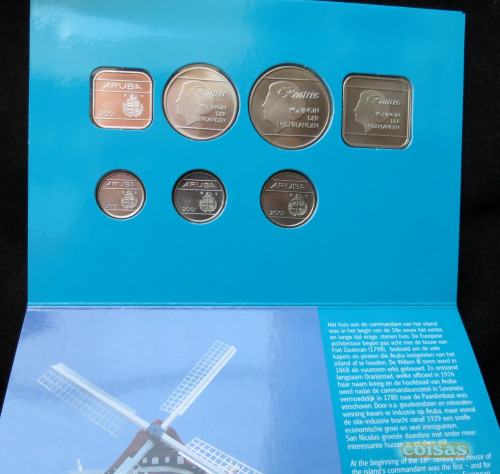 ARUBA
2001
Beatrix
KONINGIN
DER
NEDERLANDEN
Beatrix
KONINGIN
DER
NEDERLANDEN
Beatrix
KONINGIN
DER
NEDERLANDEN
ARUBA
2001
ARUBA
2001
ARUBA
2001
Het huis van de commandant van het eiland
was in het begin van de 18e eeuw het eerste,
en lange tijd enige, stenen huis. De Europese
architectuur begon pas echt met de bouw van
Fort Zoutman (1798), bedoeld om de vele
kapers en piraten die Aruba teisterden van het
eiland af te houden. De Willem III toren werd in
1868 als vuurtoren erbij gebouwd. Zo ontstond
langzaam Oranjestad, welke officieel in 1924
haar naam kreeg en de hoofdstad van Aruba
werd nadat de commandeurszetel in Savaneta
vermoedelijk in 1780 naar de Paardenbaai was
verschoven. Door o.a. goudvondsten en mineralen-
winning kwam er industrie op Aruba, maar vooral
de olie-industrie bracht vanaf 1929 een snelle
economische groei en veel immigranten.
San Nicolas groeide daardoor met onder meer
interessante huizen
At the beginning of the 18th century the house of
the island's commander was the first – and for
coisas